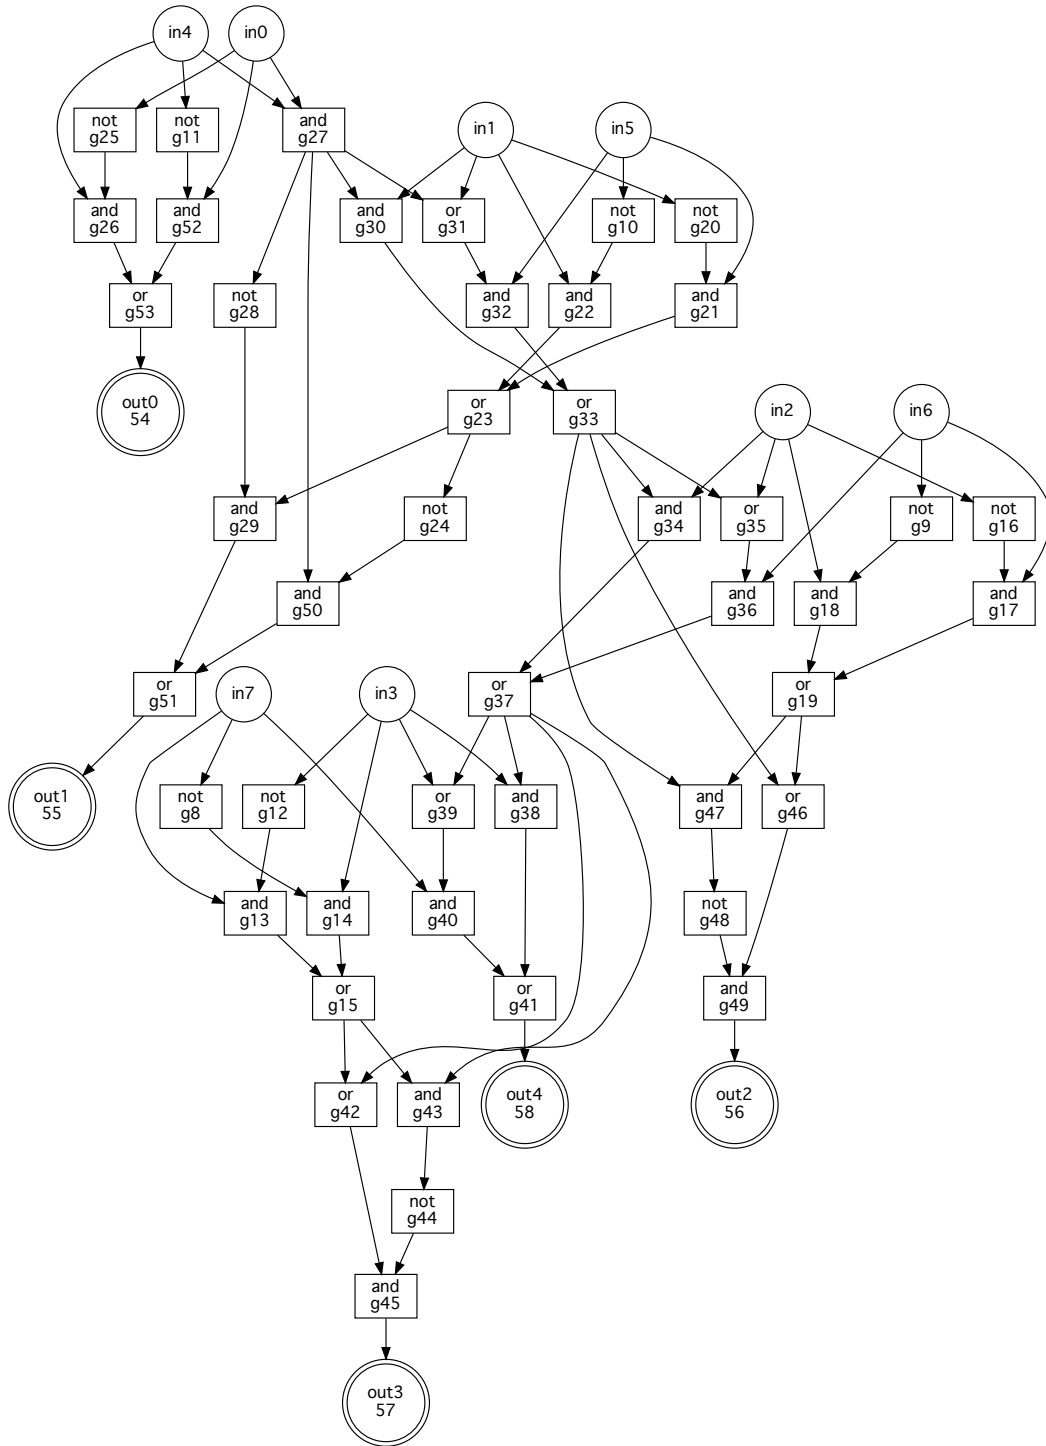 in4
in0
not
g25
not
g11
and
g27
in1
in5
and
g26
and
g52
and
g30
or
g31
not
g10
not
g20
or
g53
not
g28
and
g32
and
g22
and
g21
out0
54
or
g23
or
g33
in2
in6
and
g29
not
g24
and
g34
or
g35
not
g9
not
g16
and
g50
and
g36
and
g18
and
g17
or
g51
in7
in3
or
g37
or
g19
out1
55
not
g8
not
g12
or
g39
and
g38
and
g47
or
g46
and
g13
and
g14
and
g40
not
g48
or
g15
or
g41
and
g49
or
g42
and
g43
out4
58
out2
56
not
g44
and
g45
out3
57